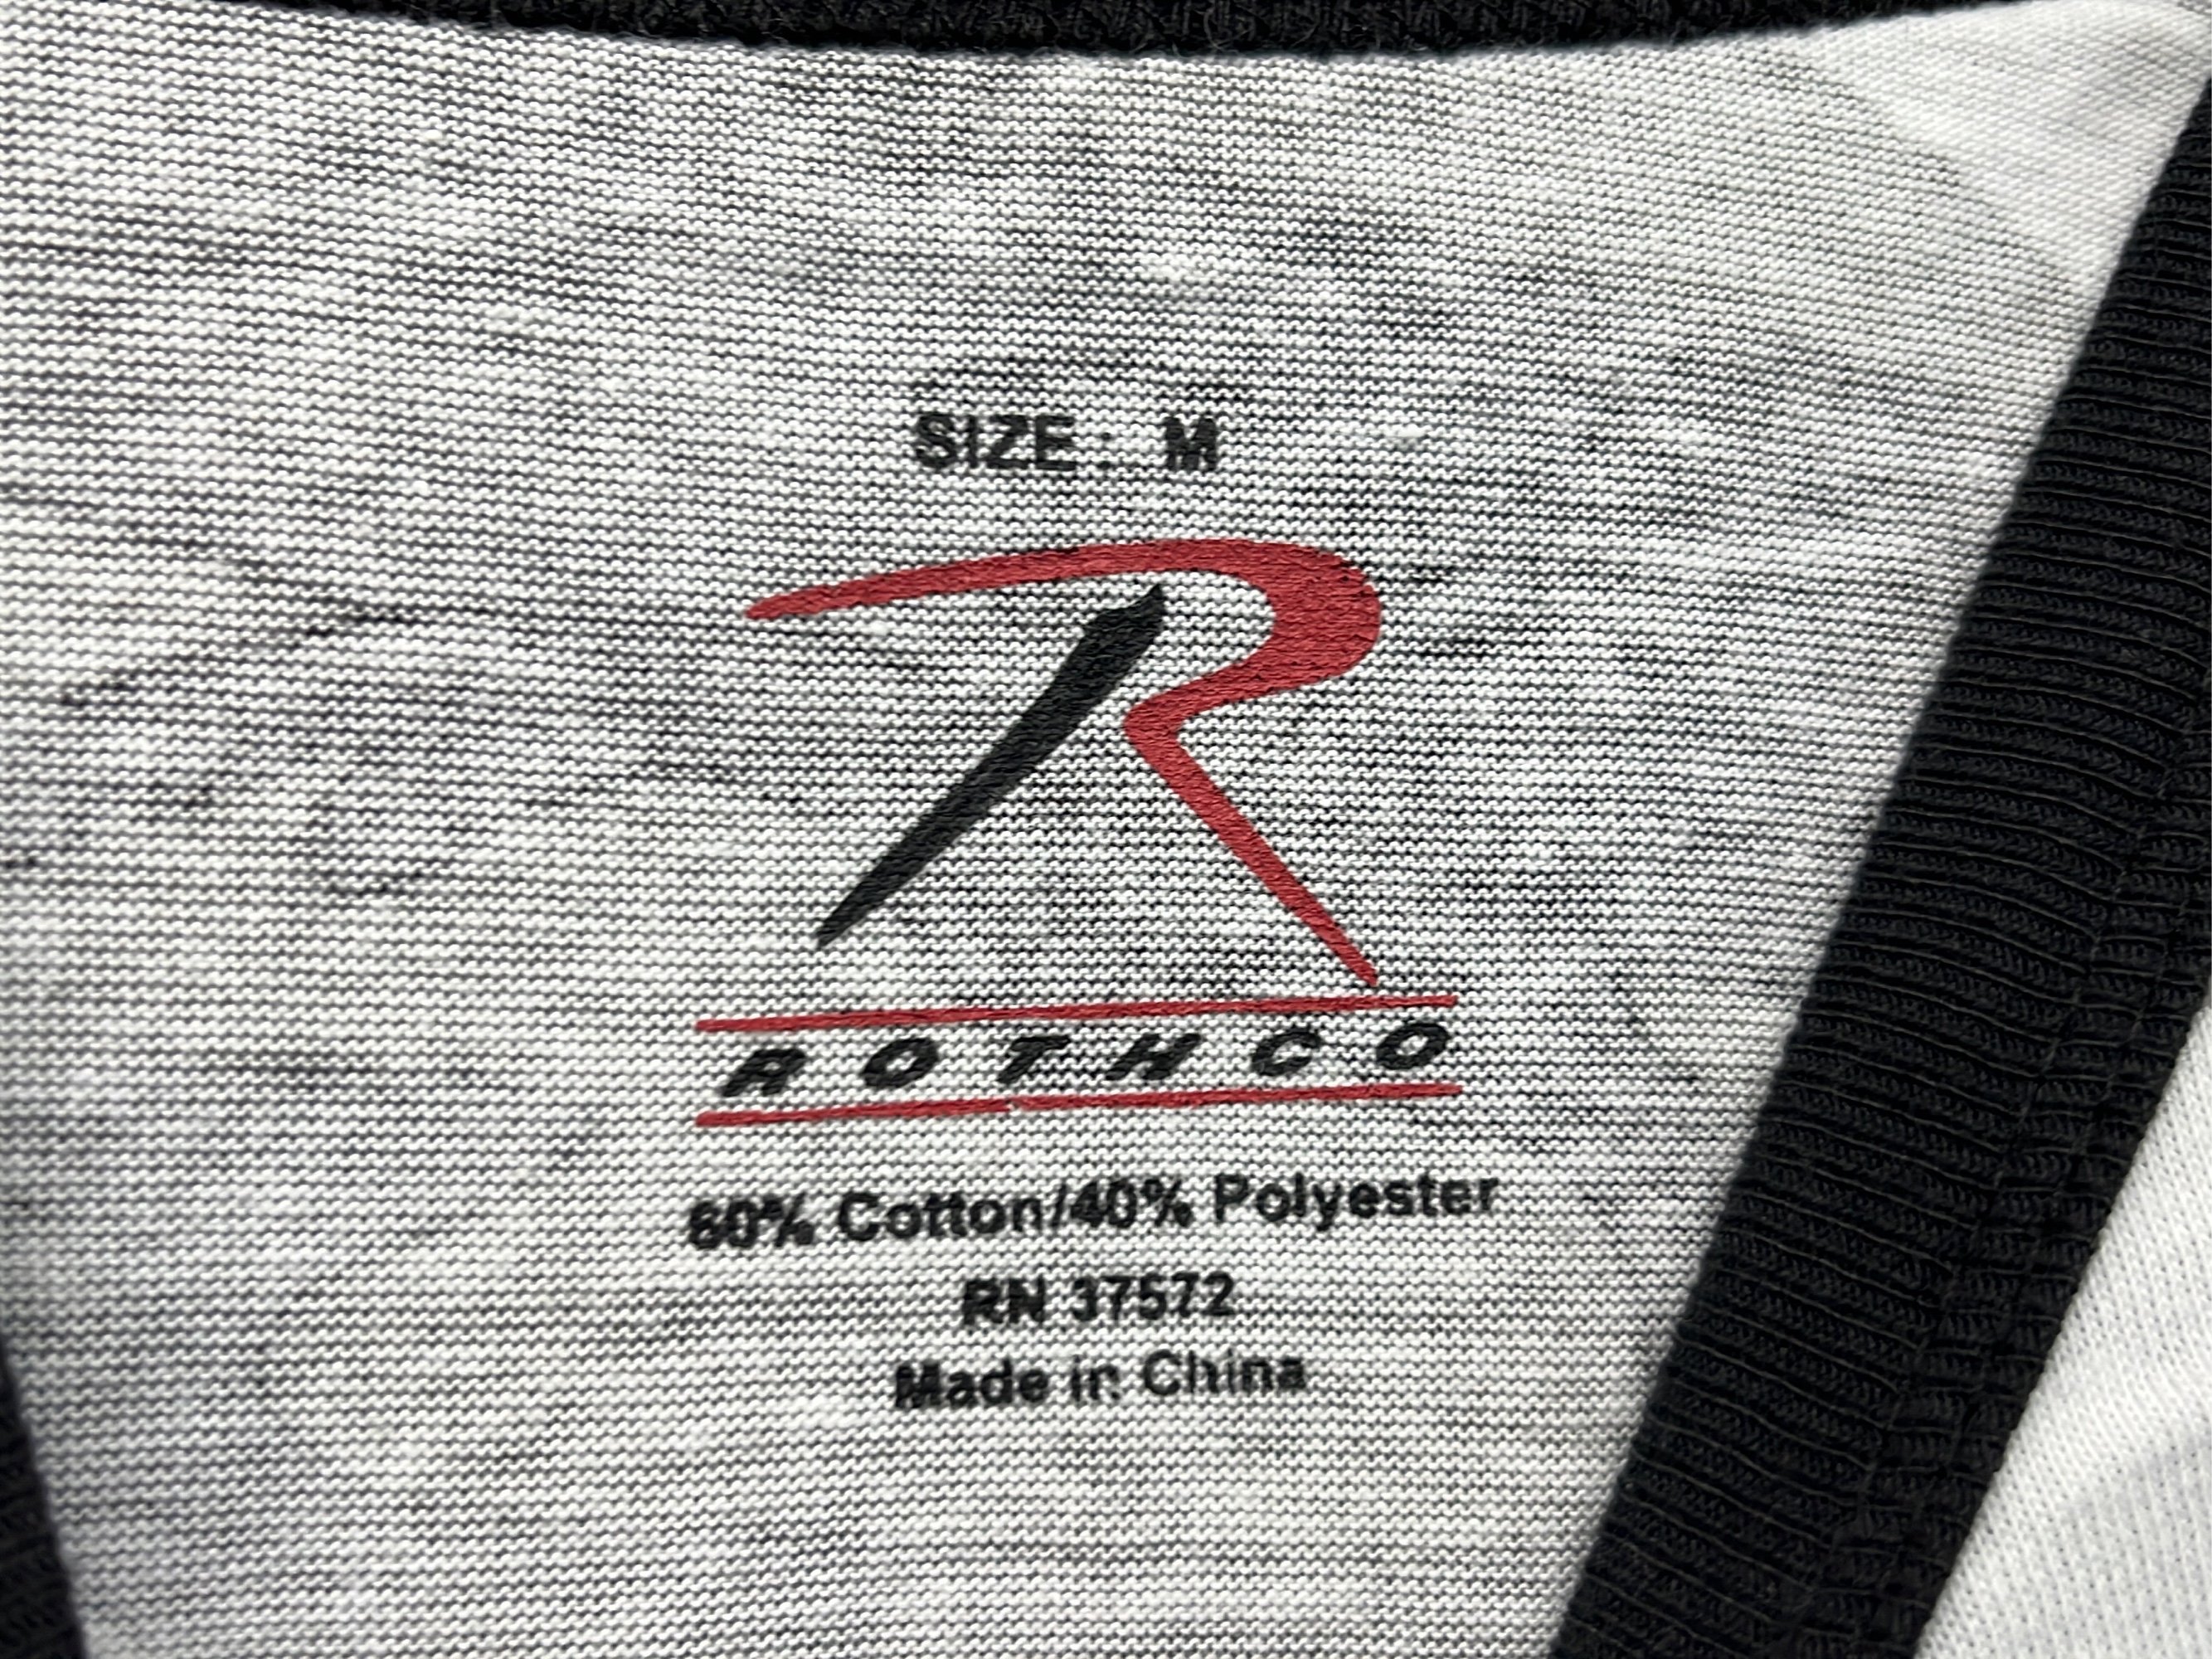 SIZE: M
R
ROTHCO
60% Cotton/40% Polyester
RN 37572
Made in China